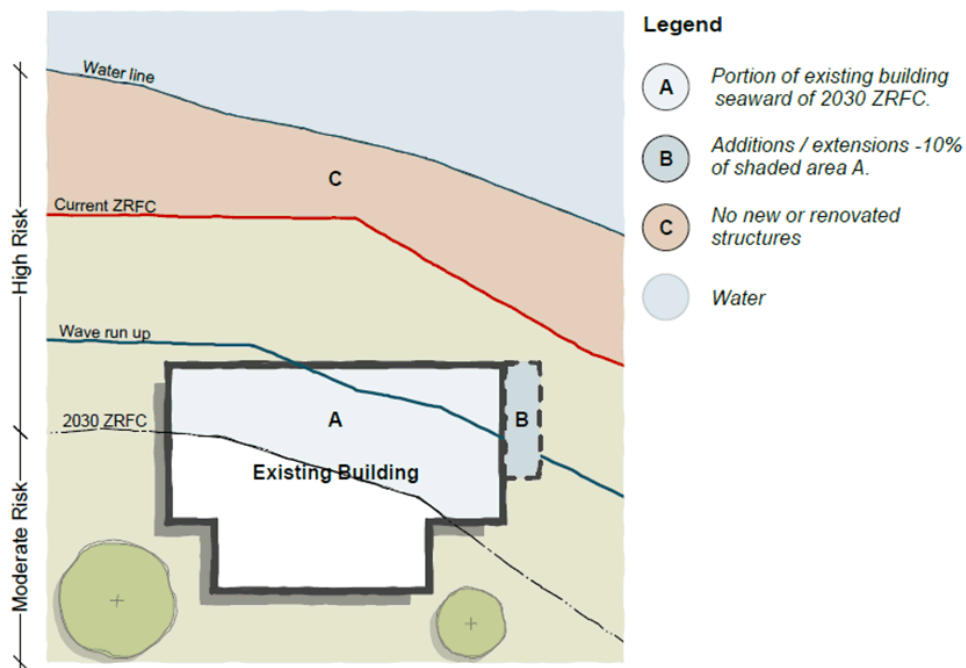 Legend
Water line
A
Portion of existing building
seaward of 2030 ZRFC.
B
Additions / extensions -10%
of shaded area A.
C
C
No new or renovated
structures
Current ZRFC
High Risk
Water
Wave run up
2030 ZRFC
A
B
Existing Building
Moderate Risk